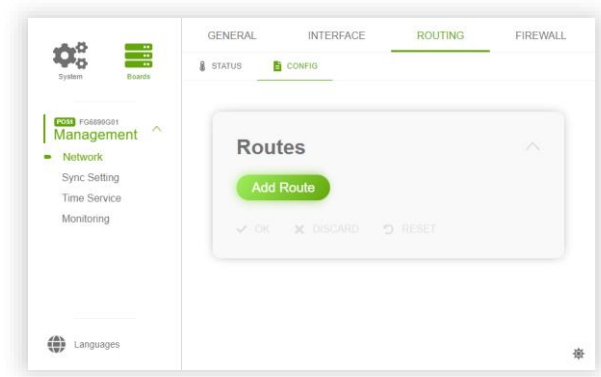 GENERAL INTERFACE ROUTING FIREWALL
System Boards
STATUS CONFIG
POS1 FG6890G01
Management
Network
Sync Setting
Time Service
Monitoring
Routes
Add Route
OK DISCARD RESET
Languages